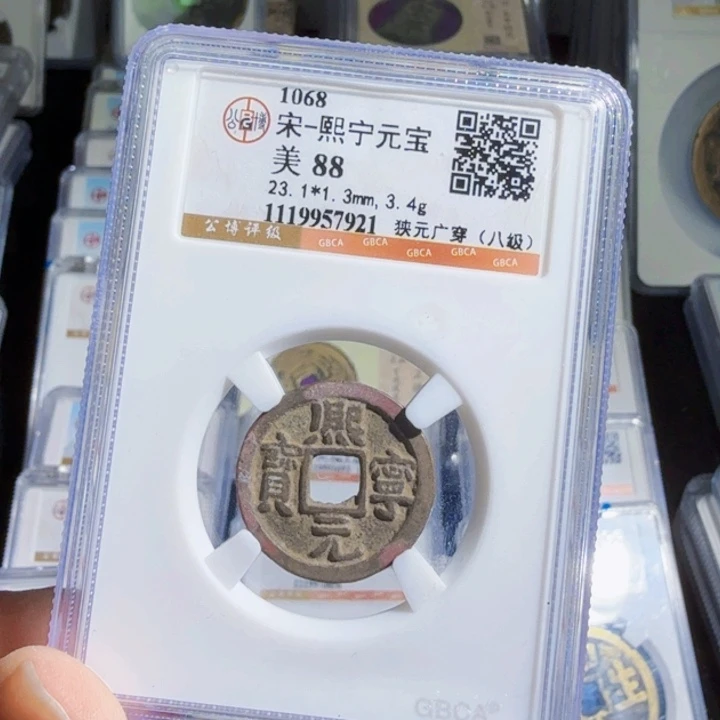 1068
宋-熙宁元宝
美 88
23.1*1.3mm, 3.4g
1119957921 狭元广穿（八级）
公博评级 GBCA GBCA GBCA GBCA GBCA
熙
寶 寧
元
GBCA